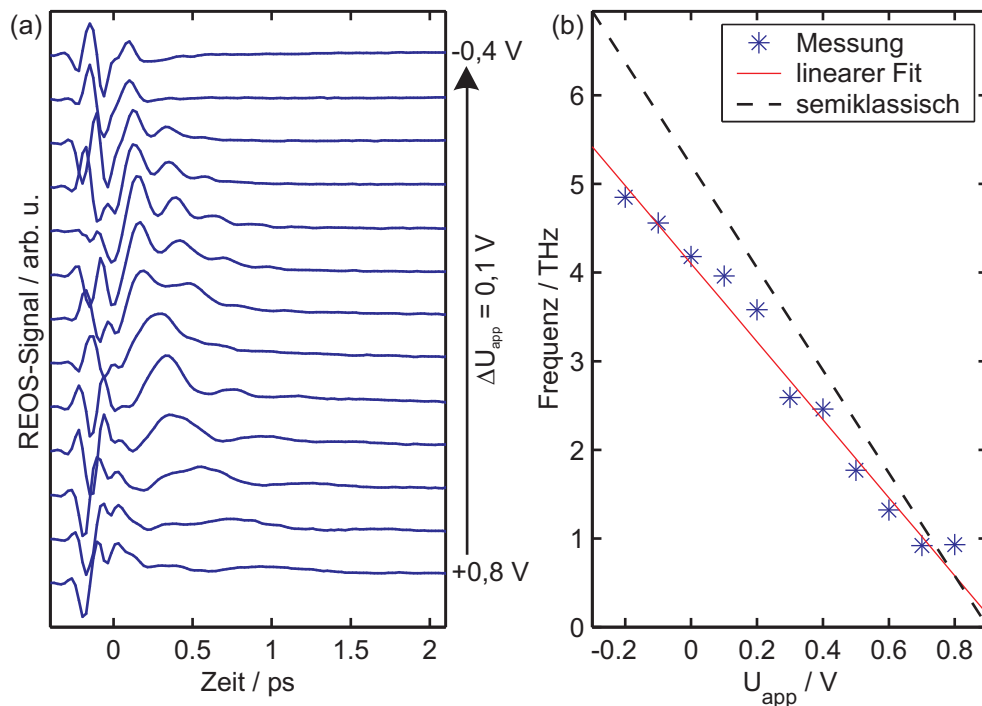 (a)
REOS-Signal / arb. u.
-0,4 V
ΔU_app = 0,1 V
+0,8 V
0 0.5 1 1.5 2
Zeit / ps
(b)
Messung
linearer Fit
semiklassisch
Frequenz / THz
6
5
4
3
2
1
0
-0.2 0 0.2 0.4 0.6 0.8
U_app / V